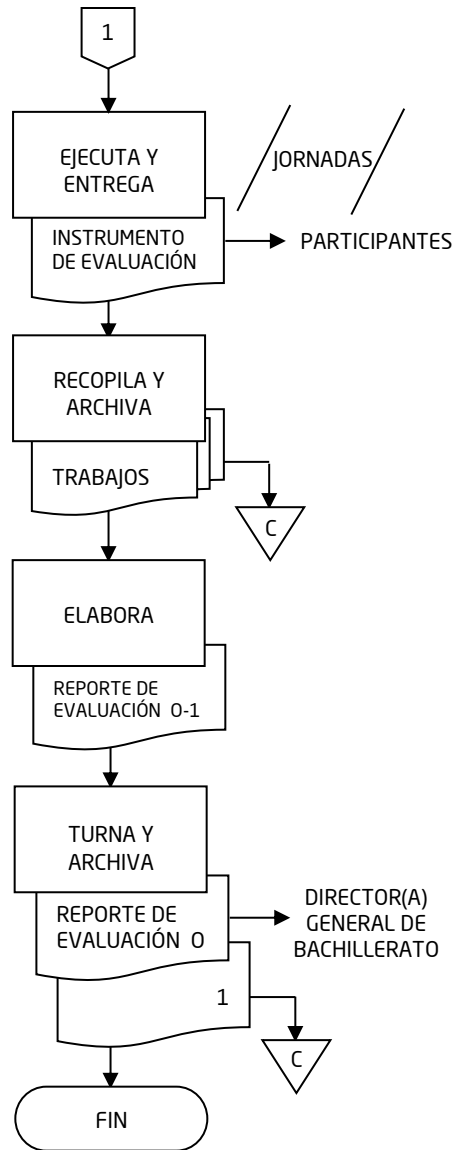 1
EJECUTA Y
ENTREGA
JORNADAS
INSTRUMENTO
DE EVALUACIÓN
PARTICIPANTES
RECOPILA Y
ARCHIVA
TRABAJOS
C
ELABORA
REPORTE DE
EVALUACIÓN O-1
TURNA Y
ARCHIVA
REPORTE DE
EVALUACIÓN O
DIRECTOR(A)
GENERAL DE
BACHILLERATO
1
C
FIN